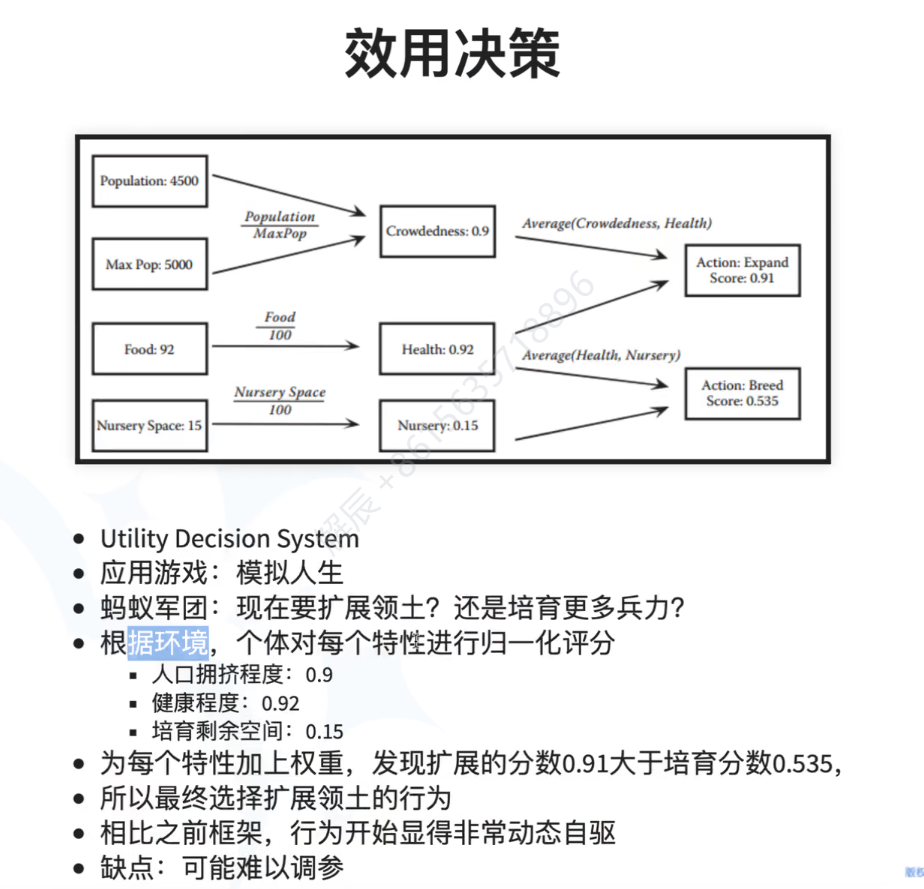 效用决策
Population: 4500
Population
MaxPop
Max Pop: 5000
Crowdedness: 0.9
Average(Crowdedness, Health)
Action: Expand
Score: 0.91
Food
100
Food: 92
Health: 0.92
Average(Health, Nursery)
Nursery Space
100
Nursery Space: 15
Nursery: 0.15
Action: Breed
Score: 0.535
解辰 +8615635718896
• Utility Decision System
• 应用游戏：模拟人生
• 蚂蚁军团：现在要扩展领土？还是培育更多兵力？
• 根据环境，个体对每个特性进行归一化评分
▪ 人口拥挤程度：0.9
▪ 健康程度：0.92
▪ 培育剩余空间：0.15
• 为每个特性加上权重，发现扩展的分数0.91大于培育分数0.535，
• 所以最终选择扩展领土的行为
• 相比之前框架，行为开始显得非常动态自驱
• 缺点：可能难以调参